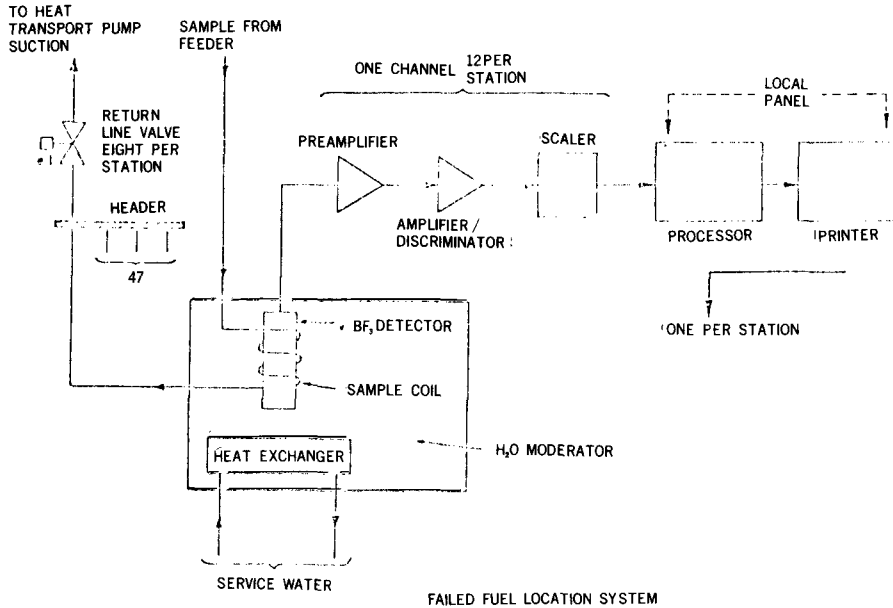 TO HEAT
TRANSPORT PUMP
SUCTION
SAMPLE FROM
FEEDER
ONE CHANNEL 12 PER
STATION
LOCAL
PANEL
RETURN
LINE VALVE
EIGHT PER
STATION
PREAMPLIFIER
SCALER
HEADER
AMPLIFIER/
DISCRIMINATOR
PROCESSOR
PRINTER
47
BF₃ DETECTOR
ONE PER STATION
SAMPLE COIL
H₂O MODERATOR
HEAT EXCHANGER
SERVICE WATER
FAILED FUEL LOCATION SYSTEM